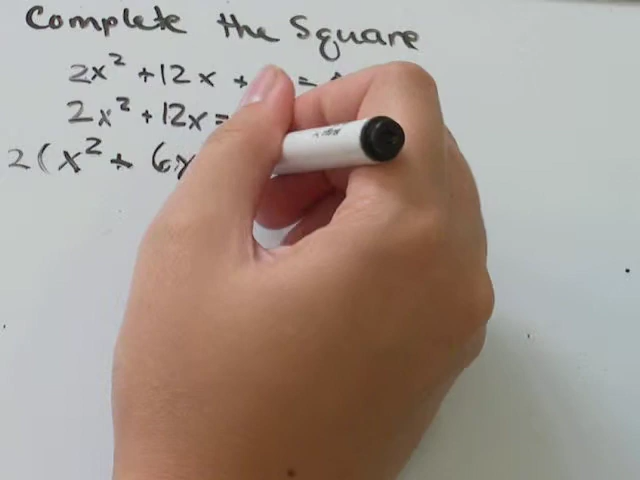 Complete the Square
2x² + 12x + =
2x² + 12x =
2(x² + 6x